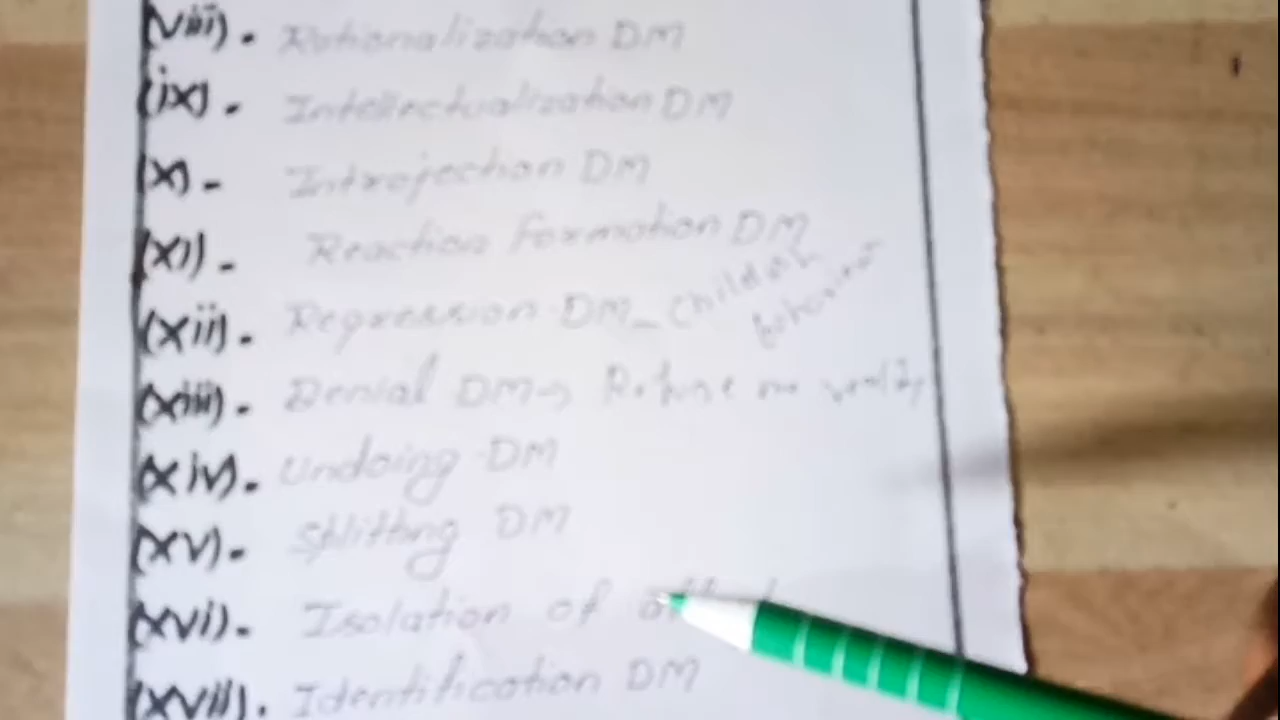 (viii). Rationalization DM
(ix). Intellectualization DM
(x)- Introjection DM
(xi)- Reaction Formation DM
(xii). Regression DM - Childish behaviour
(xiii). Denial DM→ Refuse
(xiv). Undoing DM
(xv). Splitting DM
(xvi)- Isolation of
(xvii). Identification DM